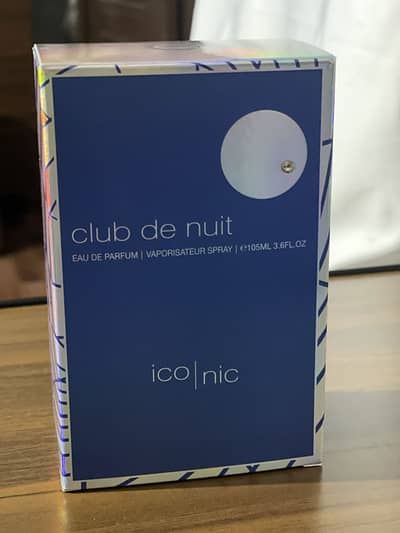 club de nuit
EAU DE PARFUM | VAPORISATEUR SPRAY | ℮105ML 3.6FL.OZ
ico|nic